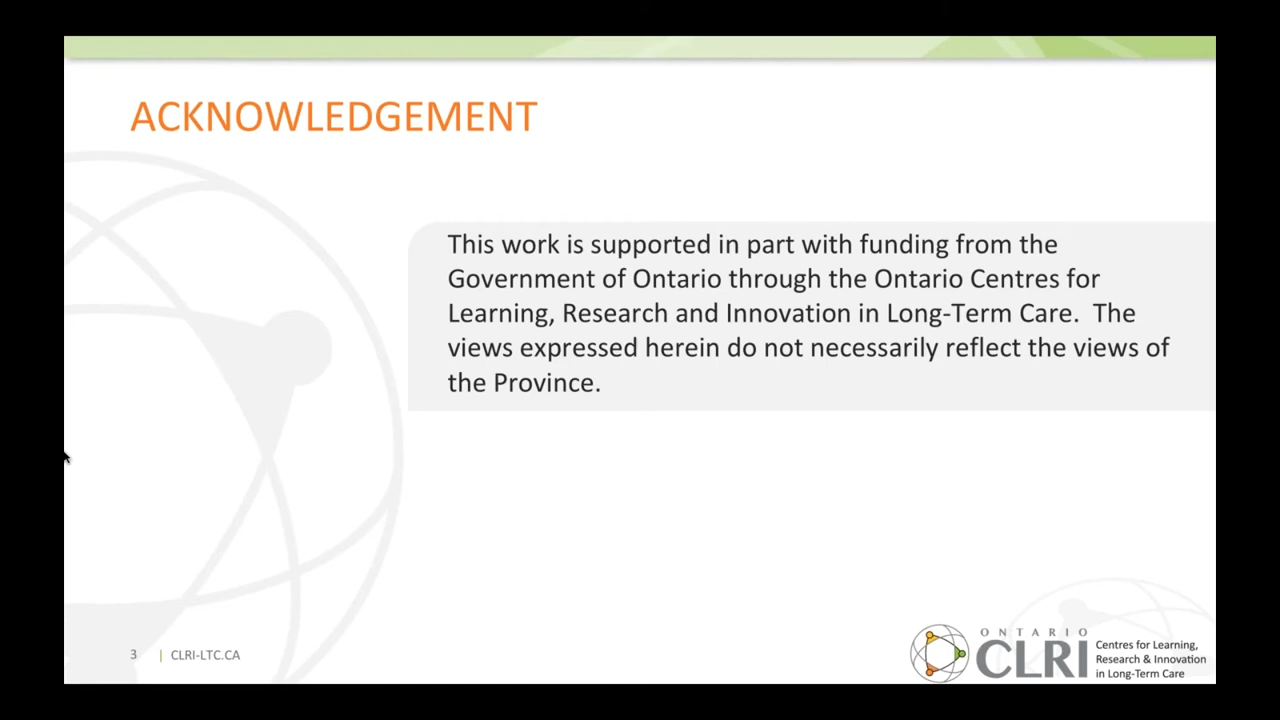 ACKNOWLEDGEMENT
This work is supported in part with funding from the
Government of Ontario through the Ontario Centres for
Learning, Research and Innovation in Long-Term Care.  The
views expressed herein do not necessarily reflect the views of
the Province.
3 | CLRI-LTC.CA
ONTARIO
CLRI
Centres for Learning,
Research & Innovation
in Long-Term Care